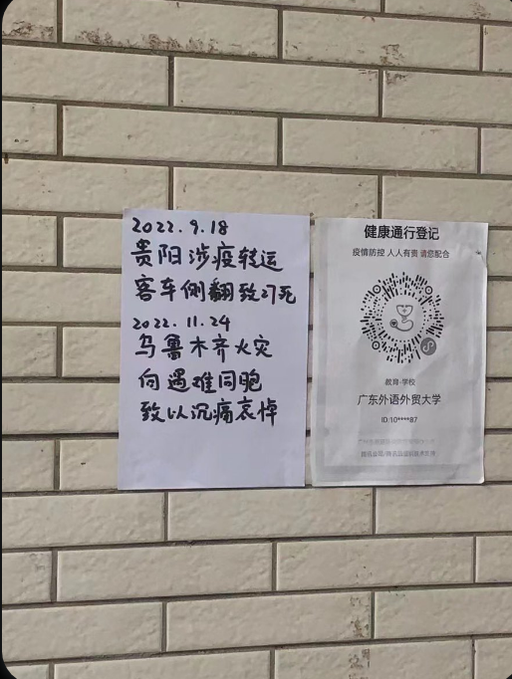 2022.9.18
贵阳涉疫转运
客车侧翻致27死
2022.11.24
乌鲁木齐火灾
向遇难同胞
致以沉痛哀悼
健康通行登记
疫情防控 人人有责 请您配合
教育·学校
广东外语外贸大学
ID:10****87